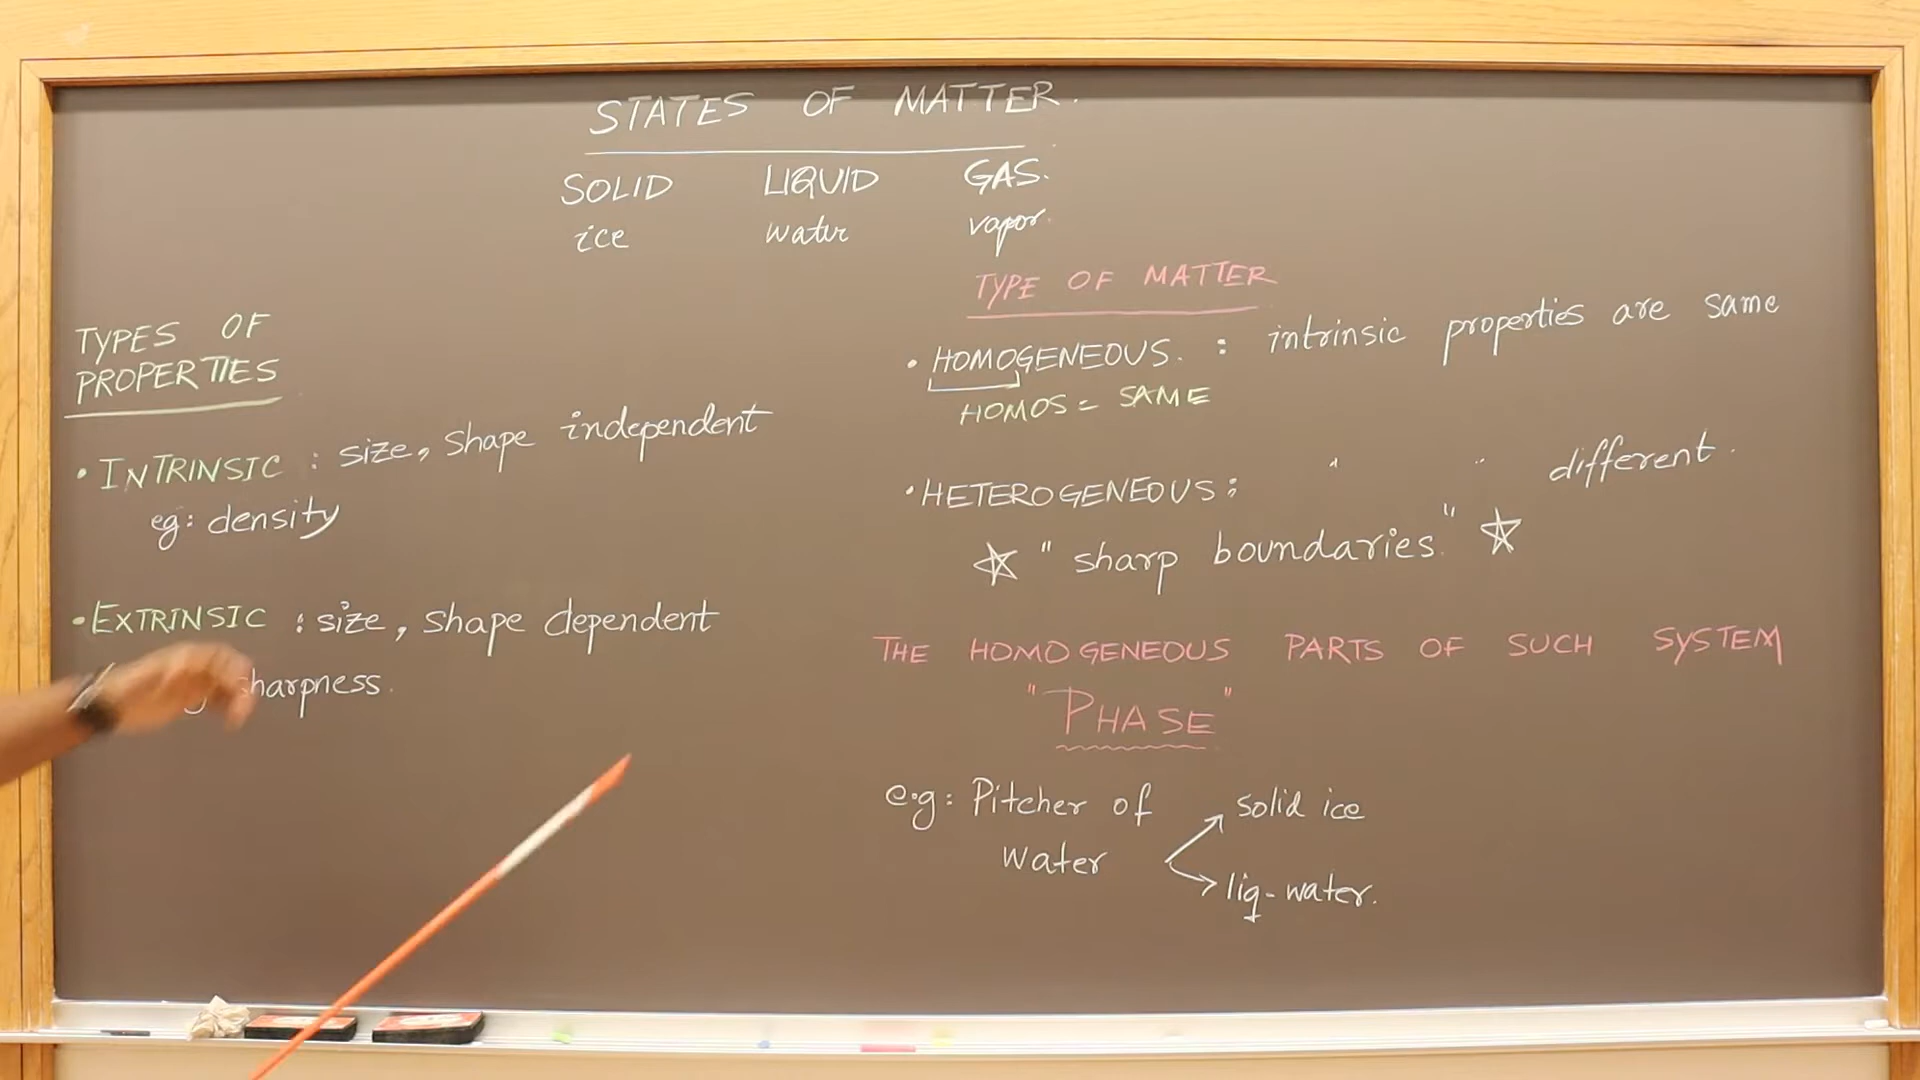 STATES OF MATTER.
SOLID LIQUID GAS.
ice water vapor.
TYPES OF
PROPERTIES
• INTRINSIC : size, shape independent
eg: density
• EXTRINSIC : size, shape dependent
sharpness.
TYPE OF MATTER
• HOMOGENEOUS. : intrinsic properties are same
HOMOS = SAME
• HETEROGENEOUS: " " different.
☆ "sharp boundaries." ☆
THE HOMOGENEOUS PARTS OF SUCH SYSTEM
"PHASE"
e.g: Pitcher of
water
solid ice
liq-water.